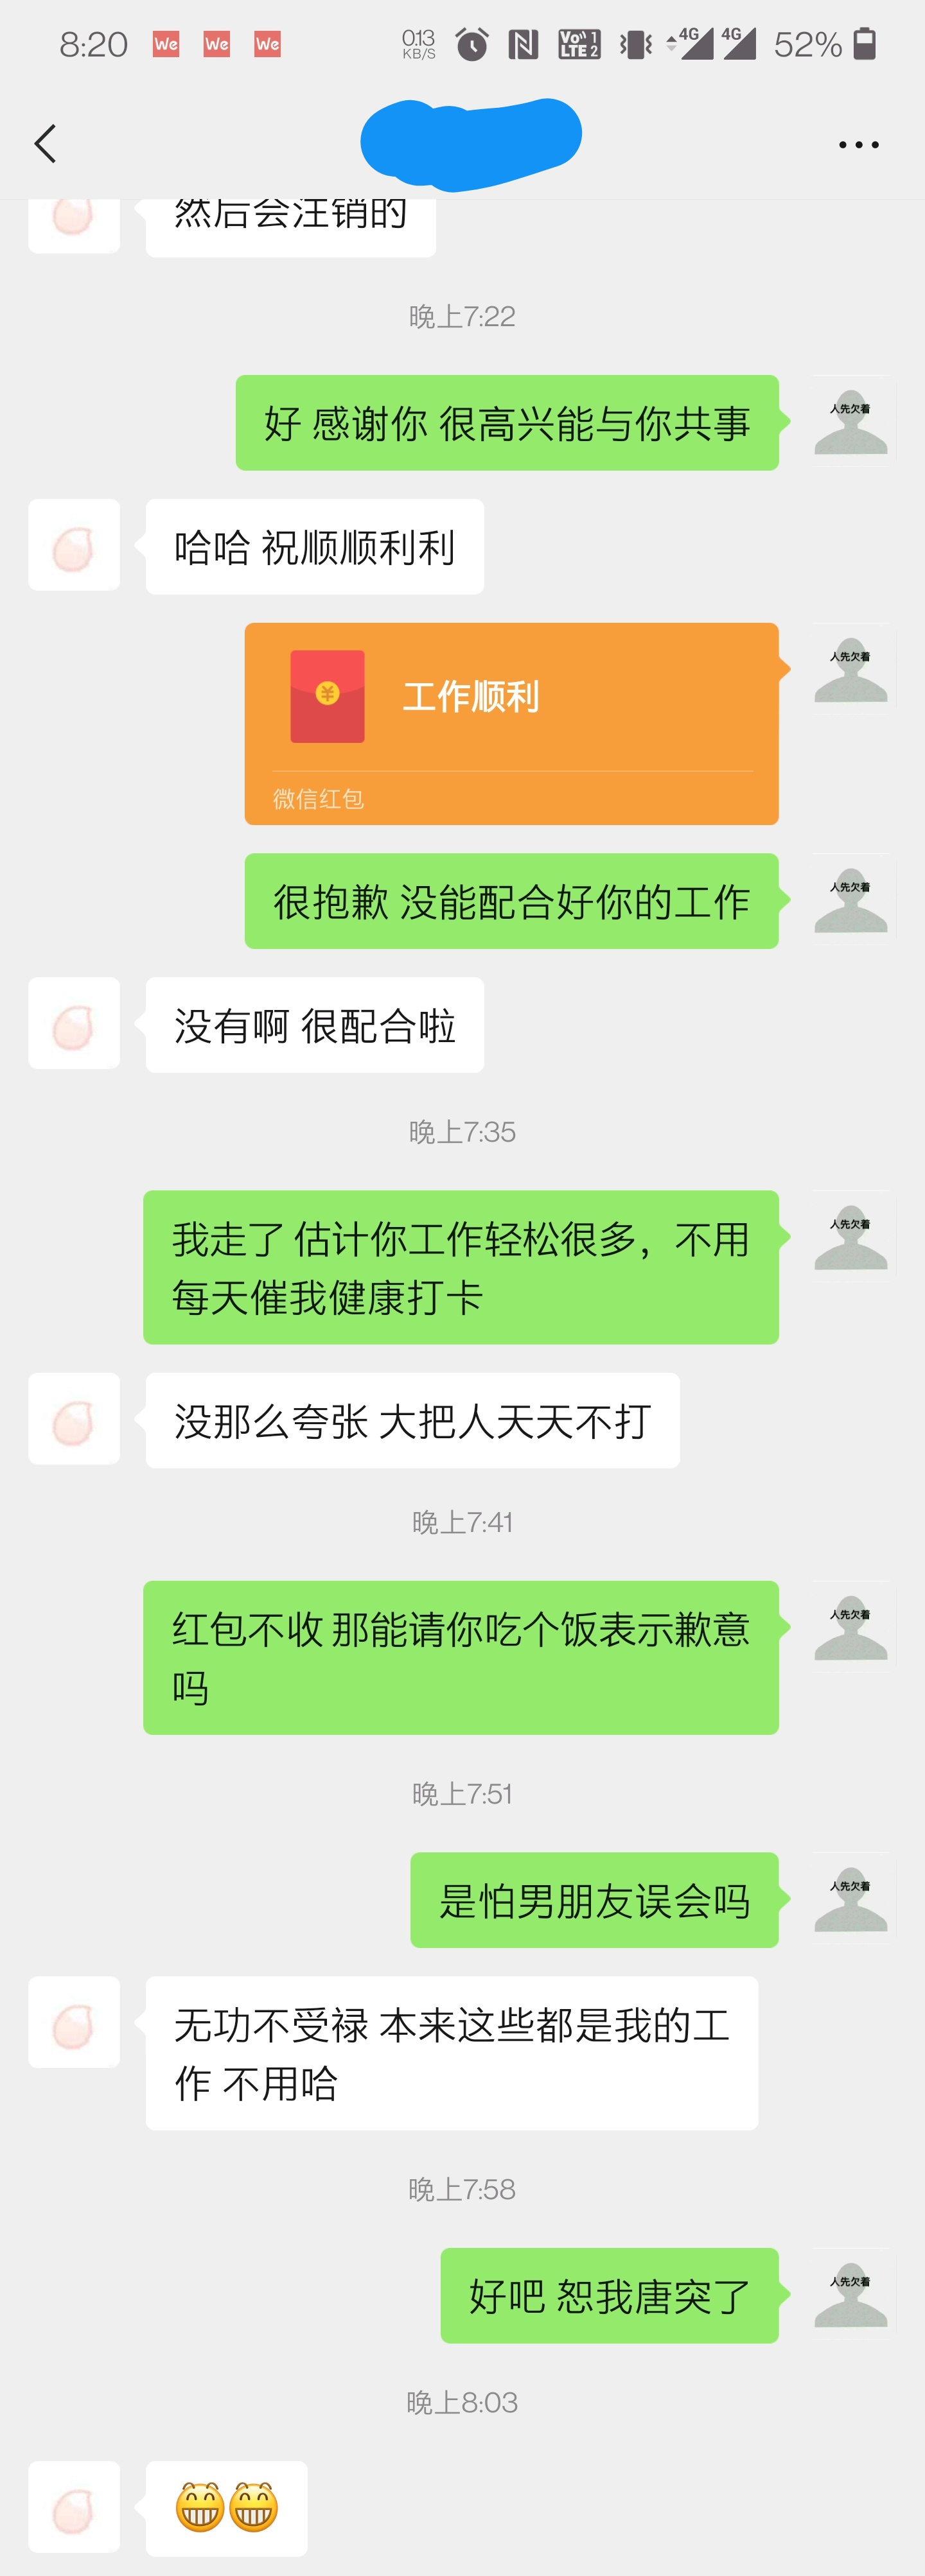 8:20 We We We 0.13 KB/S N Vo 1 LTE 2 4G 4G 52%
然后会注销的
晚上7:22
好 感谢你 很高兴能与你共事
人先欠着
哈哈 祝顺顺利利
工作顺利
人先欠着
微信红包
很抱歉 没能配合好你的工作
人先欠着
没有啊 很配合啦
晚上7:35
我走了 估计你工作轻松很多，不用
每天催我健康打卡
人先欠着
没那么夸张 大把人天天不打
晚上7:41
红包不收 那能请你吃个饭表示歉意
吗
人先欠着
晚上7:51
是怕男朋友误会吗
人先欠着
无功不受禄 本来这些都是我的工
作 不用哈
晚上7:58
好吧 恕我唐突了
人先欠着
晚上8:03